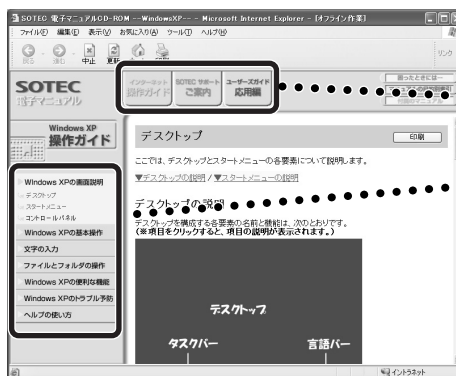 SOTEC 電子マニュアルCD-ROM --WindowsXP-- - Microsoft Internet Explorer - [オフライン作業]
ファイル(F) 編集(E) 表示(V) お気に入り(A) ツール(T) ヘルプ(H)
戻る 進む 中止 更新 リンク
SOTEC
電子マニュアル
インターネット
操作ガイド
SOTEC サポート
ご案内
ユーザーズガイド
応用編
困ったときには…
Windows XP
操作ガイド
デスクトップ
印刷
ここでは、デスクトップとスタートメニューの各要素について説明します。
▼デスクトップの説明 / ▼スタートメニューの説明
Windows XPの画面説明
デスクトップ
スタートメニュー
コントロールパネル
Windows XPの基本操作
文字の入力
ファイルとフォルダの操作
Windows XPの便利な機能
Windows XPのトラブル予防
ヘルプの使い方
デスクトップの説明
デスクトップを構成する各要素の名前と機能は、次のとおりです。
(※項目をクリックすると、項目の説明が表示されます。)
デスクトップ
タスクバー 言語バー
イントラネット